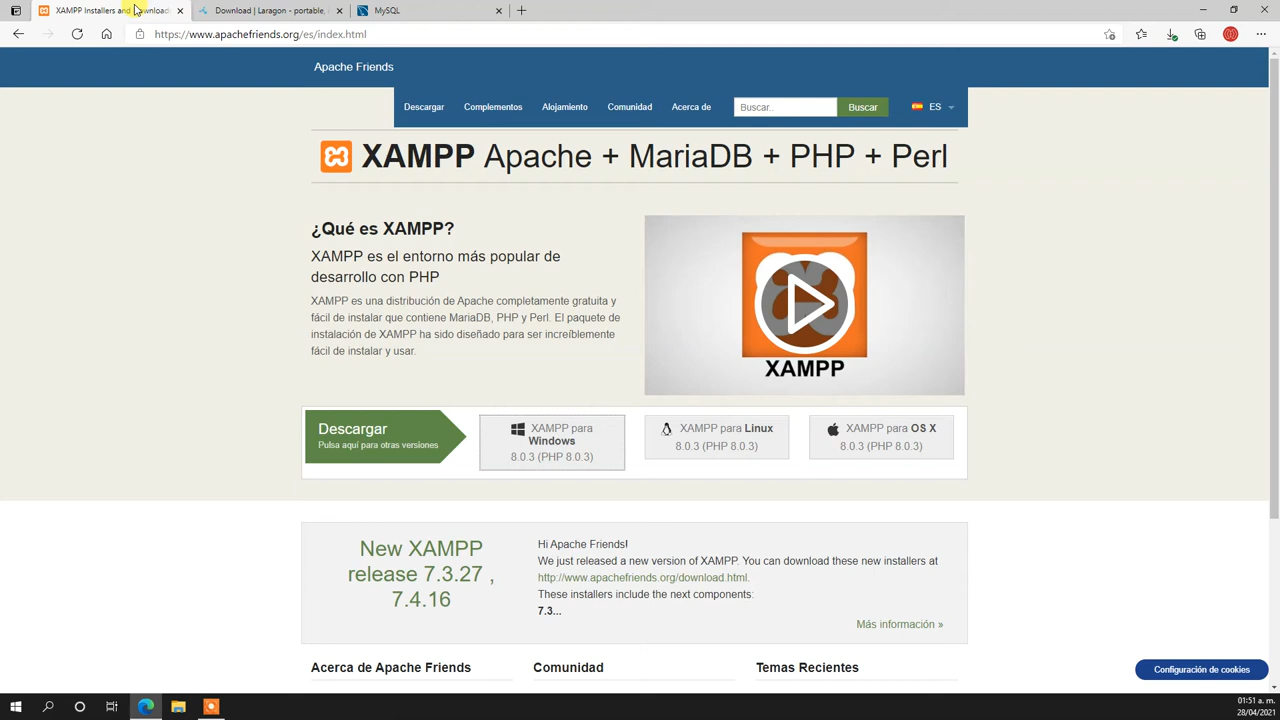 XAMPP Installers and Download
Download | Laragon - portable, i
MySQL
https://www.apachefriends.org/es/index.html
Apache Friends
Descargar
Complementos
Alojamiento
Comunidad
Acerca de
Buscar..
Buscar
ES
XAMPP Apache + MariaDB + PHP + Perl
¿Qué es XAMPP?
XAMPP es el entorno más popular de
desarrollo con PHP
XAMPP es una distribución de Apache completamente gratuita y
fácil de instalar que contiene MariaDB, PHP y Perl. El paquete de
instalación de XAMPP ha sido diseñado para ser increíblemente
fácil de instalar y usar.
XAMPP
Descargar
Pulsa aquí para otras versiones
XAMPP para
Windows
8.0.3 (PHP 8.0.3)
XAMPP para Linux
8.0.3 (PHP 8.0.3)
XAMPP para OS X
8.0.3 (PHP 8.0.3)
New XAMPP
release 7.3.27 ,
7.4.16
Hi Apache Friends!
We just released a new version of XAMPP. You can download these new installers at
http://www.apachefriends.org/download.html.
These installers include the next components:
7.3...
Más información »
Acerca de Apache Friends
Comunidad
Temas Recientes
Configuración de cookies
01:51 a. m.
28/04/2021